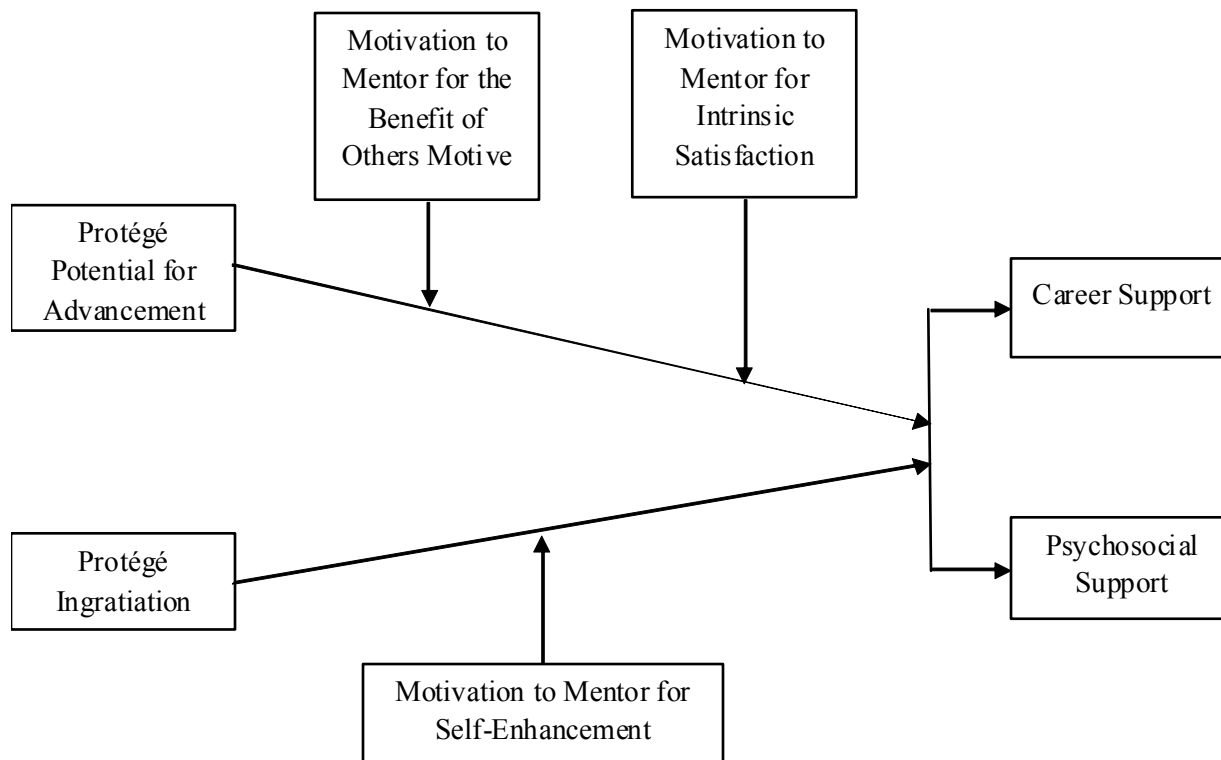 Motivation to
Mentor for the
Benefit of
Others Motive
Motivation to
Mentor for
Intrinsic
Satisfaction
Protégé
Potential for
Advancement
Career Support
Protégé
Ingratiation
Psychosocial
Support
Motivation to Mentor for
Self-Enhancement